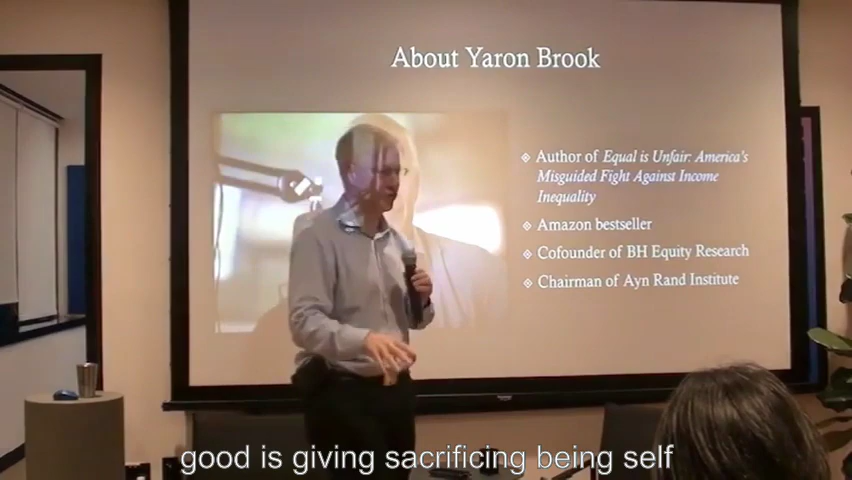 About Yaron Brook
❖ Author of Equal is Unfair: America's
Misguided Fight Against Income
Inequality
❖ Amazon bestseller
❖ Cofounder of BH Equity Research
❖ Chairman of Ayn Rand Institute
good is giving sacrificing being self